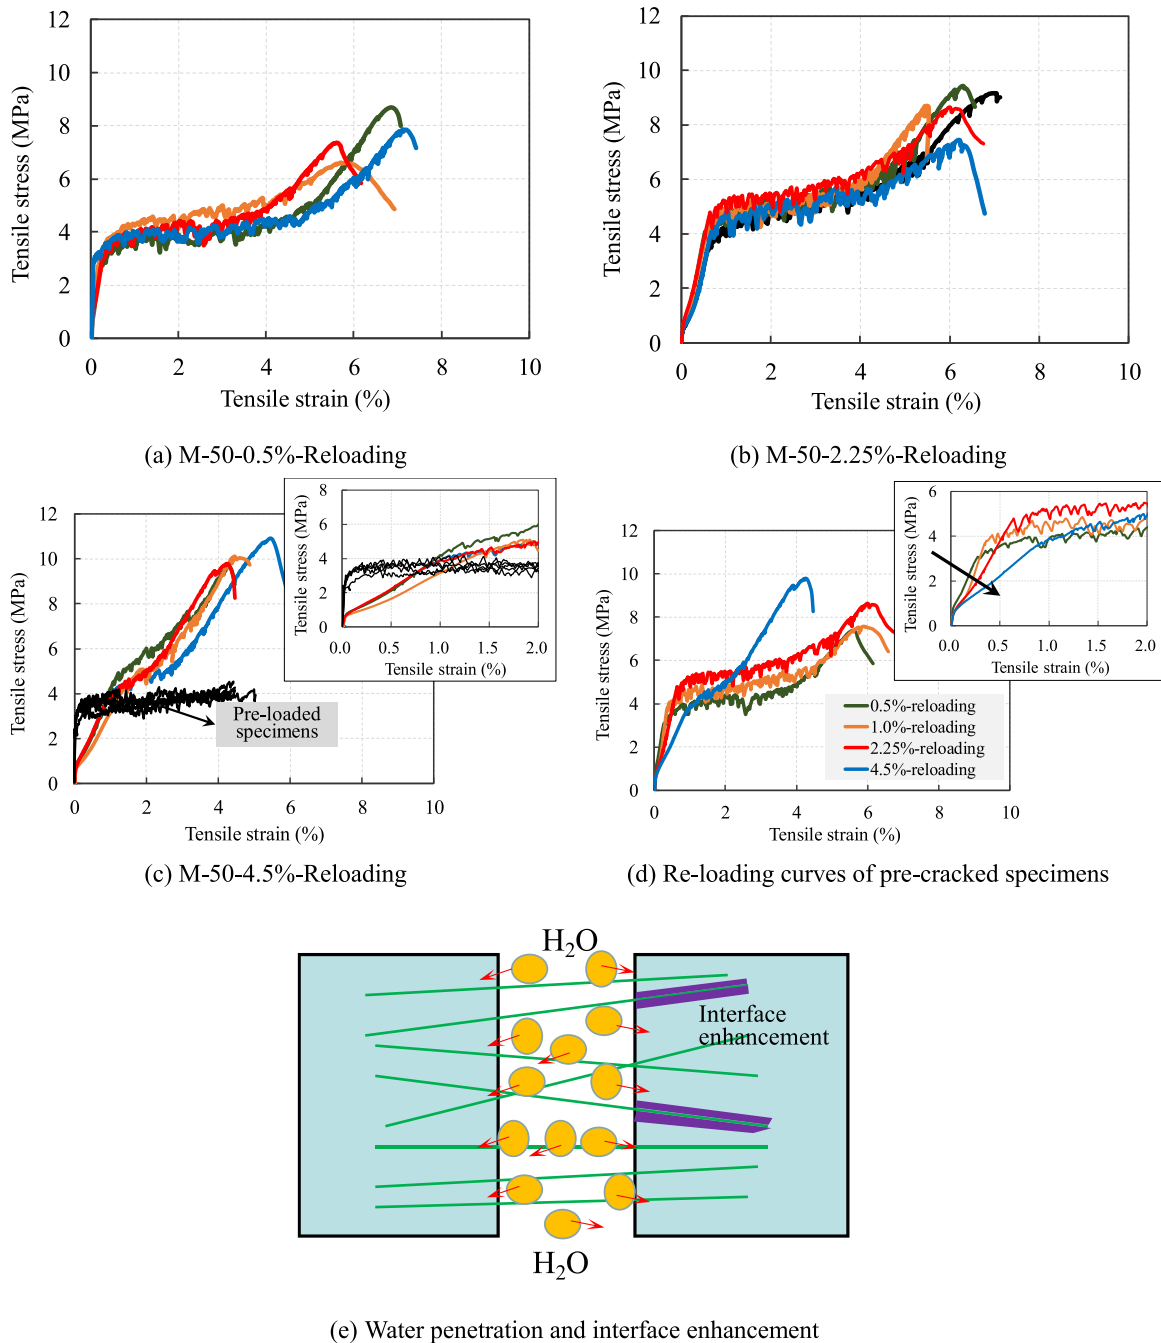 Tensile stress (MPa)
12
10
8
6
4
2
0
0 2 4 6 8 10
Tensile strain (%)
(a) M-50-0.5%-Reloading
Tensile stress (MPa)
12
10
8
6
4
2
0
0 2 4 6 8 10
Tensile strain (%)
(b) M-50-2.25%-Reloading
Tensile stress (MPa)
12
10
8
6
4
2
0
0 2 4 6 8 10
Tensile strain (%)
Pre-loaded
specimens
Tensile stress (MPa)
8
6
4
2
0
0.0 0.5 1.0 1.5 2.0
Tensile strain (%)
(c) M-50-4.5%-Reloading
Tensile stress (MPa)
12
10
8
6
4
2
0
0 2 4 6 8 10
Tensile strain (%)
0.5%-reloading
1.0%-reloading
2.25%-reloading
4.5%-reloading
Tensile stress (MPa)
6
4
2
0
0.0 0.5 1.0 1.5 2.0
Tensile strain (%)
(d) Re-loading curves of pre-cracked specimens
H₂O
Interface
enhancement
H₂O
(e) Water penetration and interface enhancement